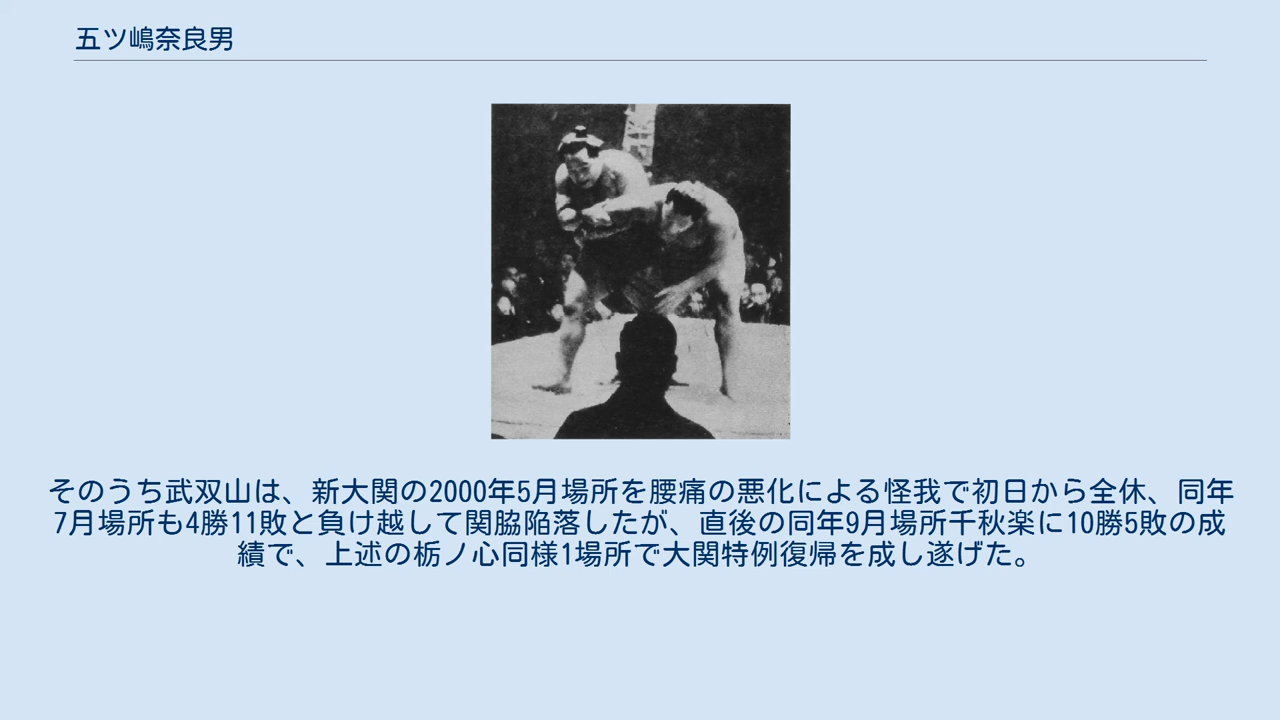 五ツ嶋奈良男
そのうち武双山は、新大関の2000年5月場所を腰痛の悪化による怪我で初日から全休、同年
7月場所も4勝11敗と負け越して関脇陥落したが、直後の同年9月場所千秋楽に10勝5敗の成
績で、上述の栃ノ心同様1場所で大関特例復帰を成し遂げた。